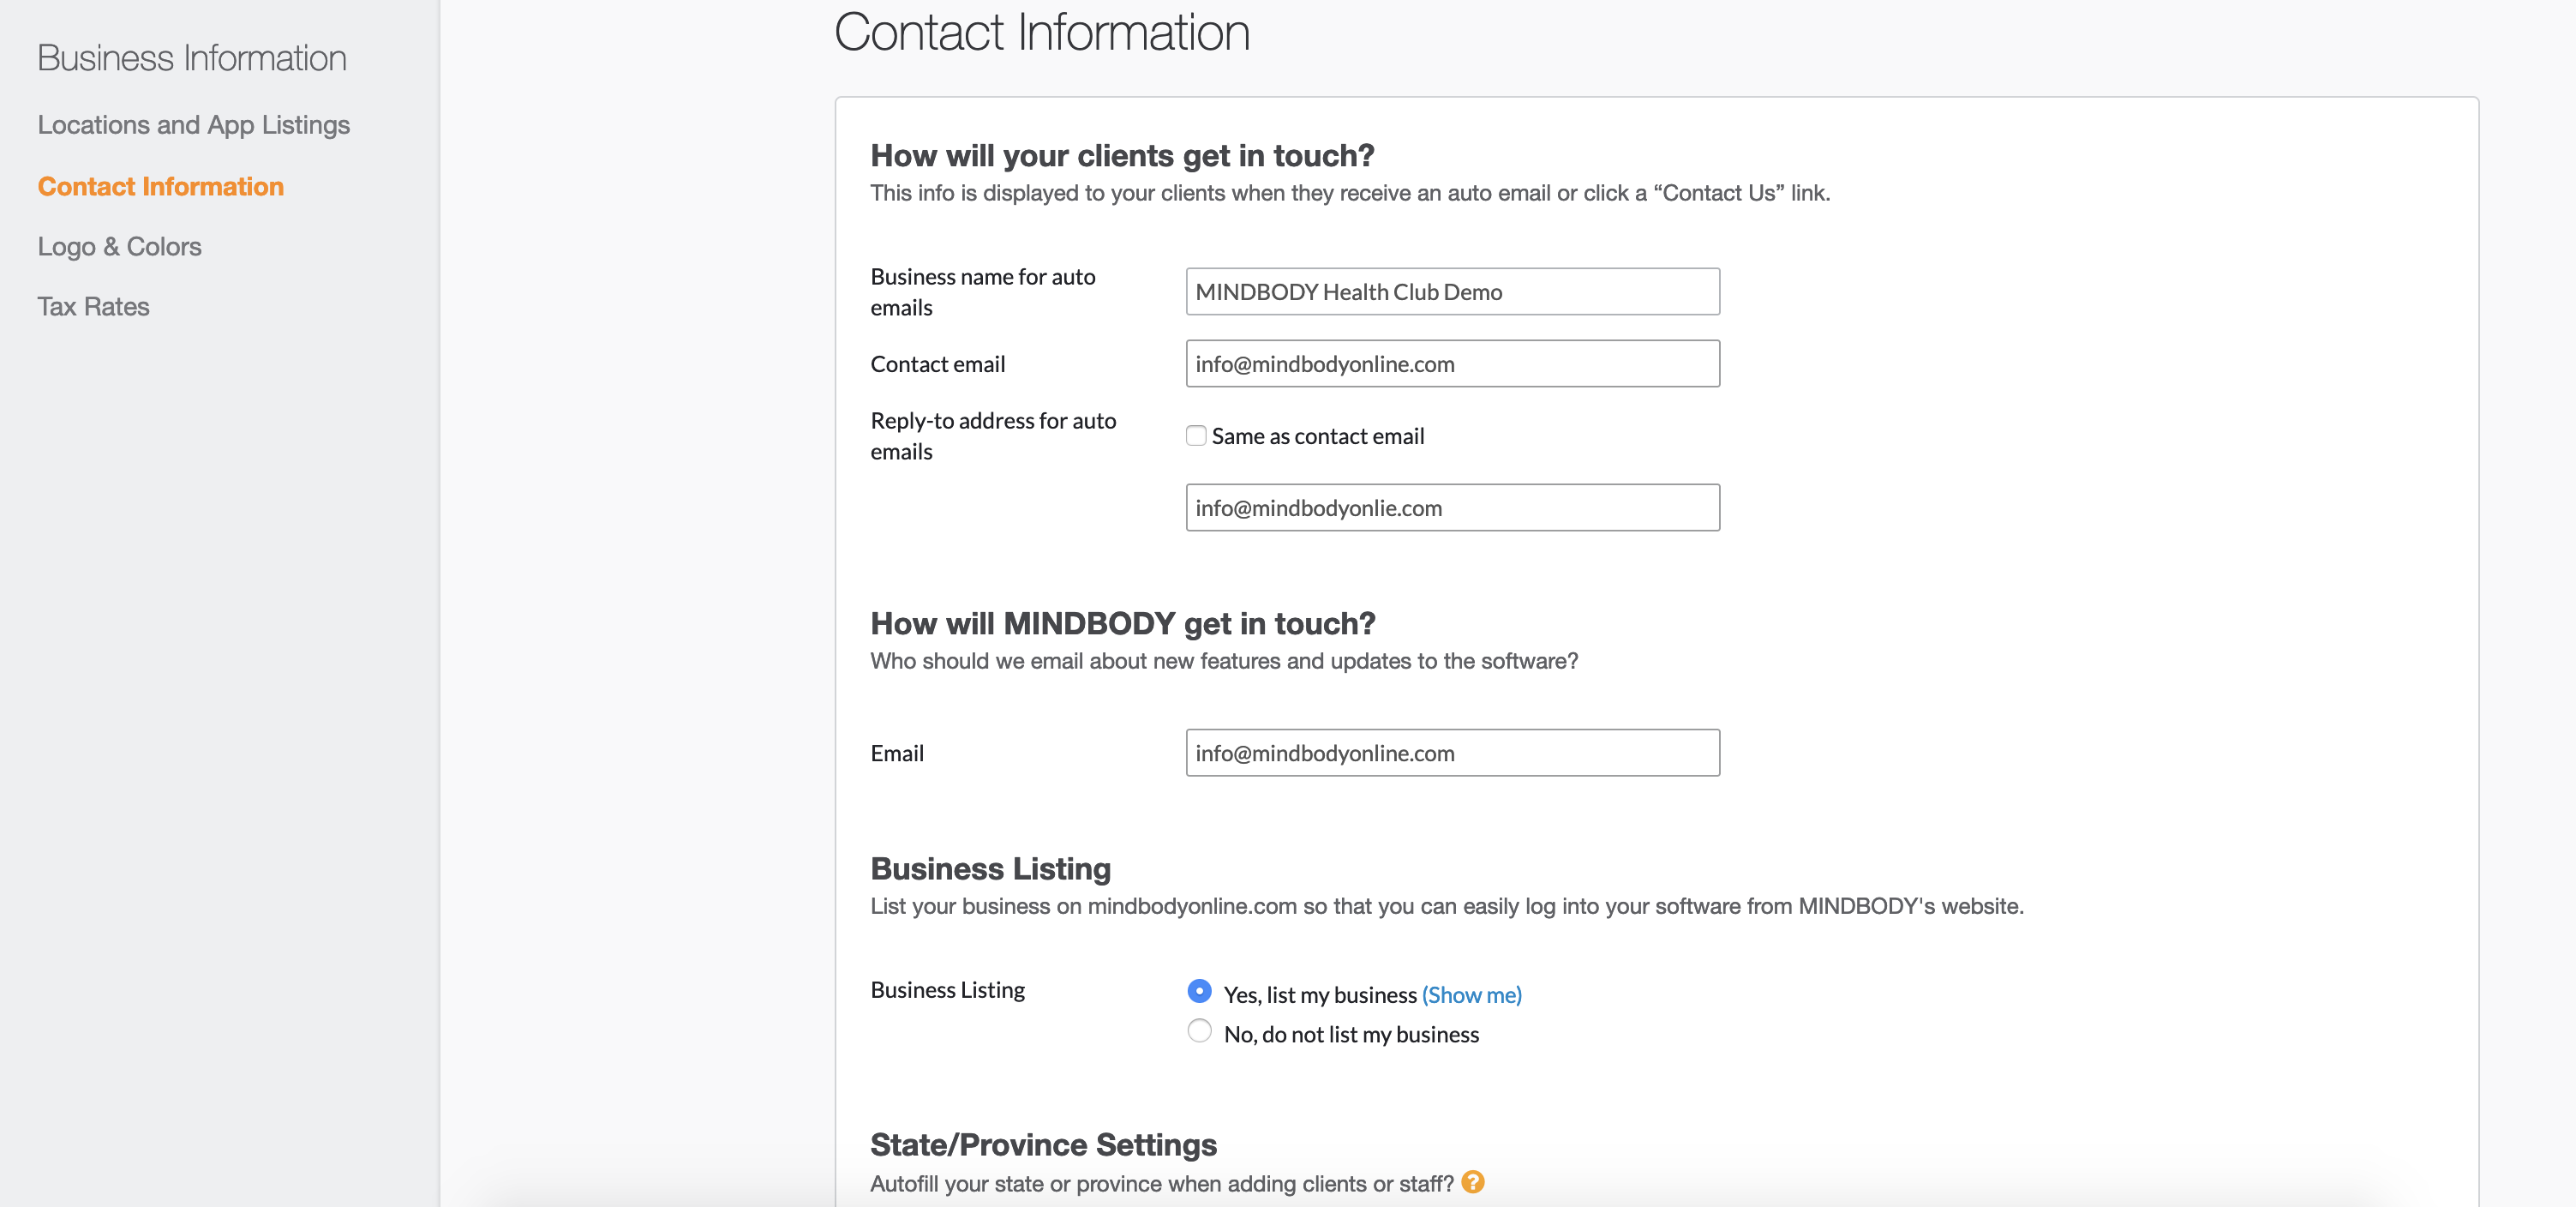 Business Information
Locations and App Listings
Contact Information
Logo & Colors
Tax Rates
Contact Information
How will your clients get in touch?
This info is displayed to your clients when they receive an auto email or click a “Contact Us” link.
Business name for auto
emails
MINDBODY Health Club Demo
Contact email
info@mindbodyonline.com
Reply-to address for auto
emails
Same as contact email
info@mindbodyonlie.com
How will MINDBODY get in touch?
Who should we email about new features and updates to the software?
Email
info@mindbodyonline.com
Business Listing
List your business on mindbodyonline.com so that you can easily log into your software from MINDBODY's website.
Business Listing
Yes, list my business (Show me)
No, do not list my business
State/Province Settings
Autofill your state or province when adding clients or staff? ?